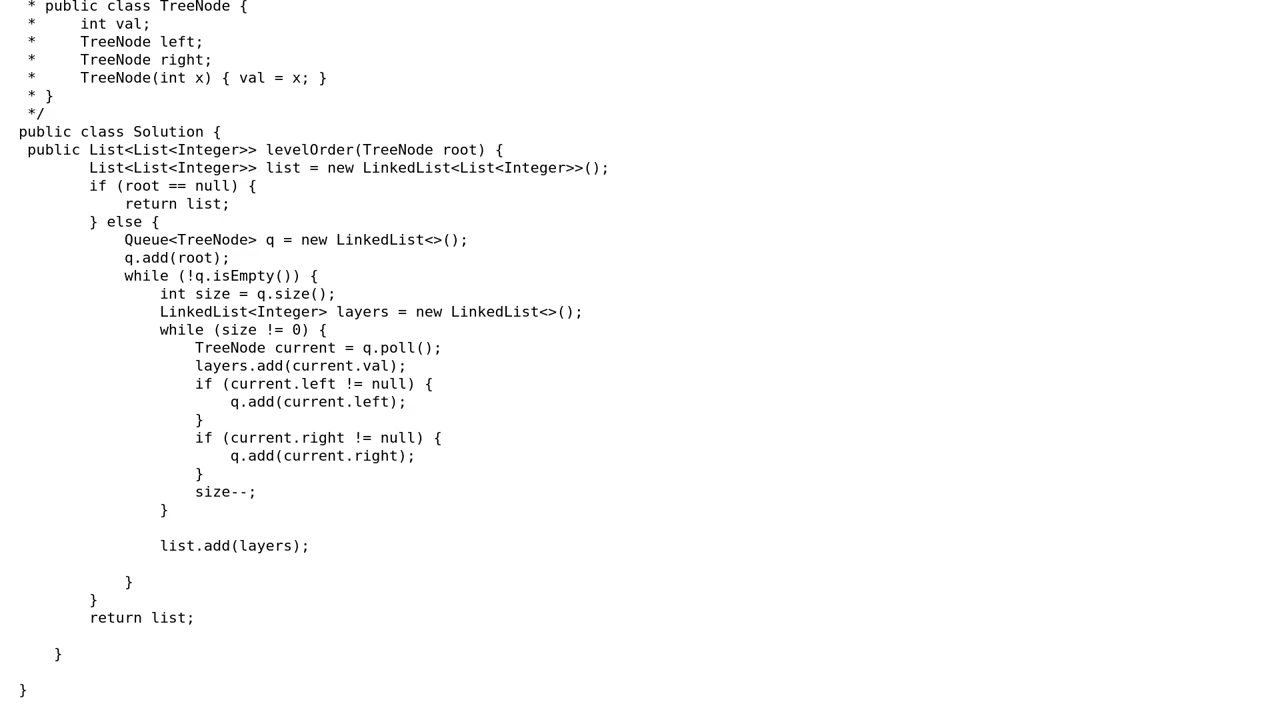 * public class TreeNode {
 *     int val;
 *     TreeNode left;
 *     TreeNode right;
 *     TreeNode(int x) { val = x; }
 * }
 */
public class Solution {
 public List<List<Integer>> levelOrder(TreeNode root) {
        List<List<Integer>> list = new LinkedList<List<Integer>>();
        if (root == null) {
            return list;
        } else {
            Queue<TreeNode> q = new LinkedList<>();
            q.add(root);
            while (!q.isEmpty()) {
                int size = q.size();
                LinkedList<Integer> layers = new LinkedList<>();
                while (size != 0) {
                    TreeNode current = q.poll();
                    layers.add(current.val);
                    if (current.left != null) {
                        q.add(current.left);
                    }
                    if (current.right != null) {
                        q.add(current.right);
                    }
                    size--;
                }

                list.add(layers);

            }
        }
        return list;

    }

}